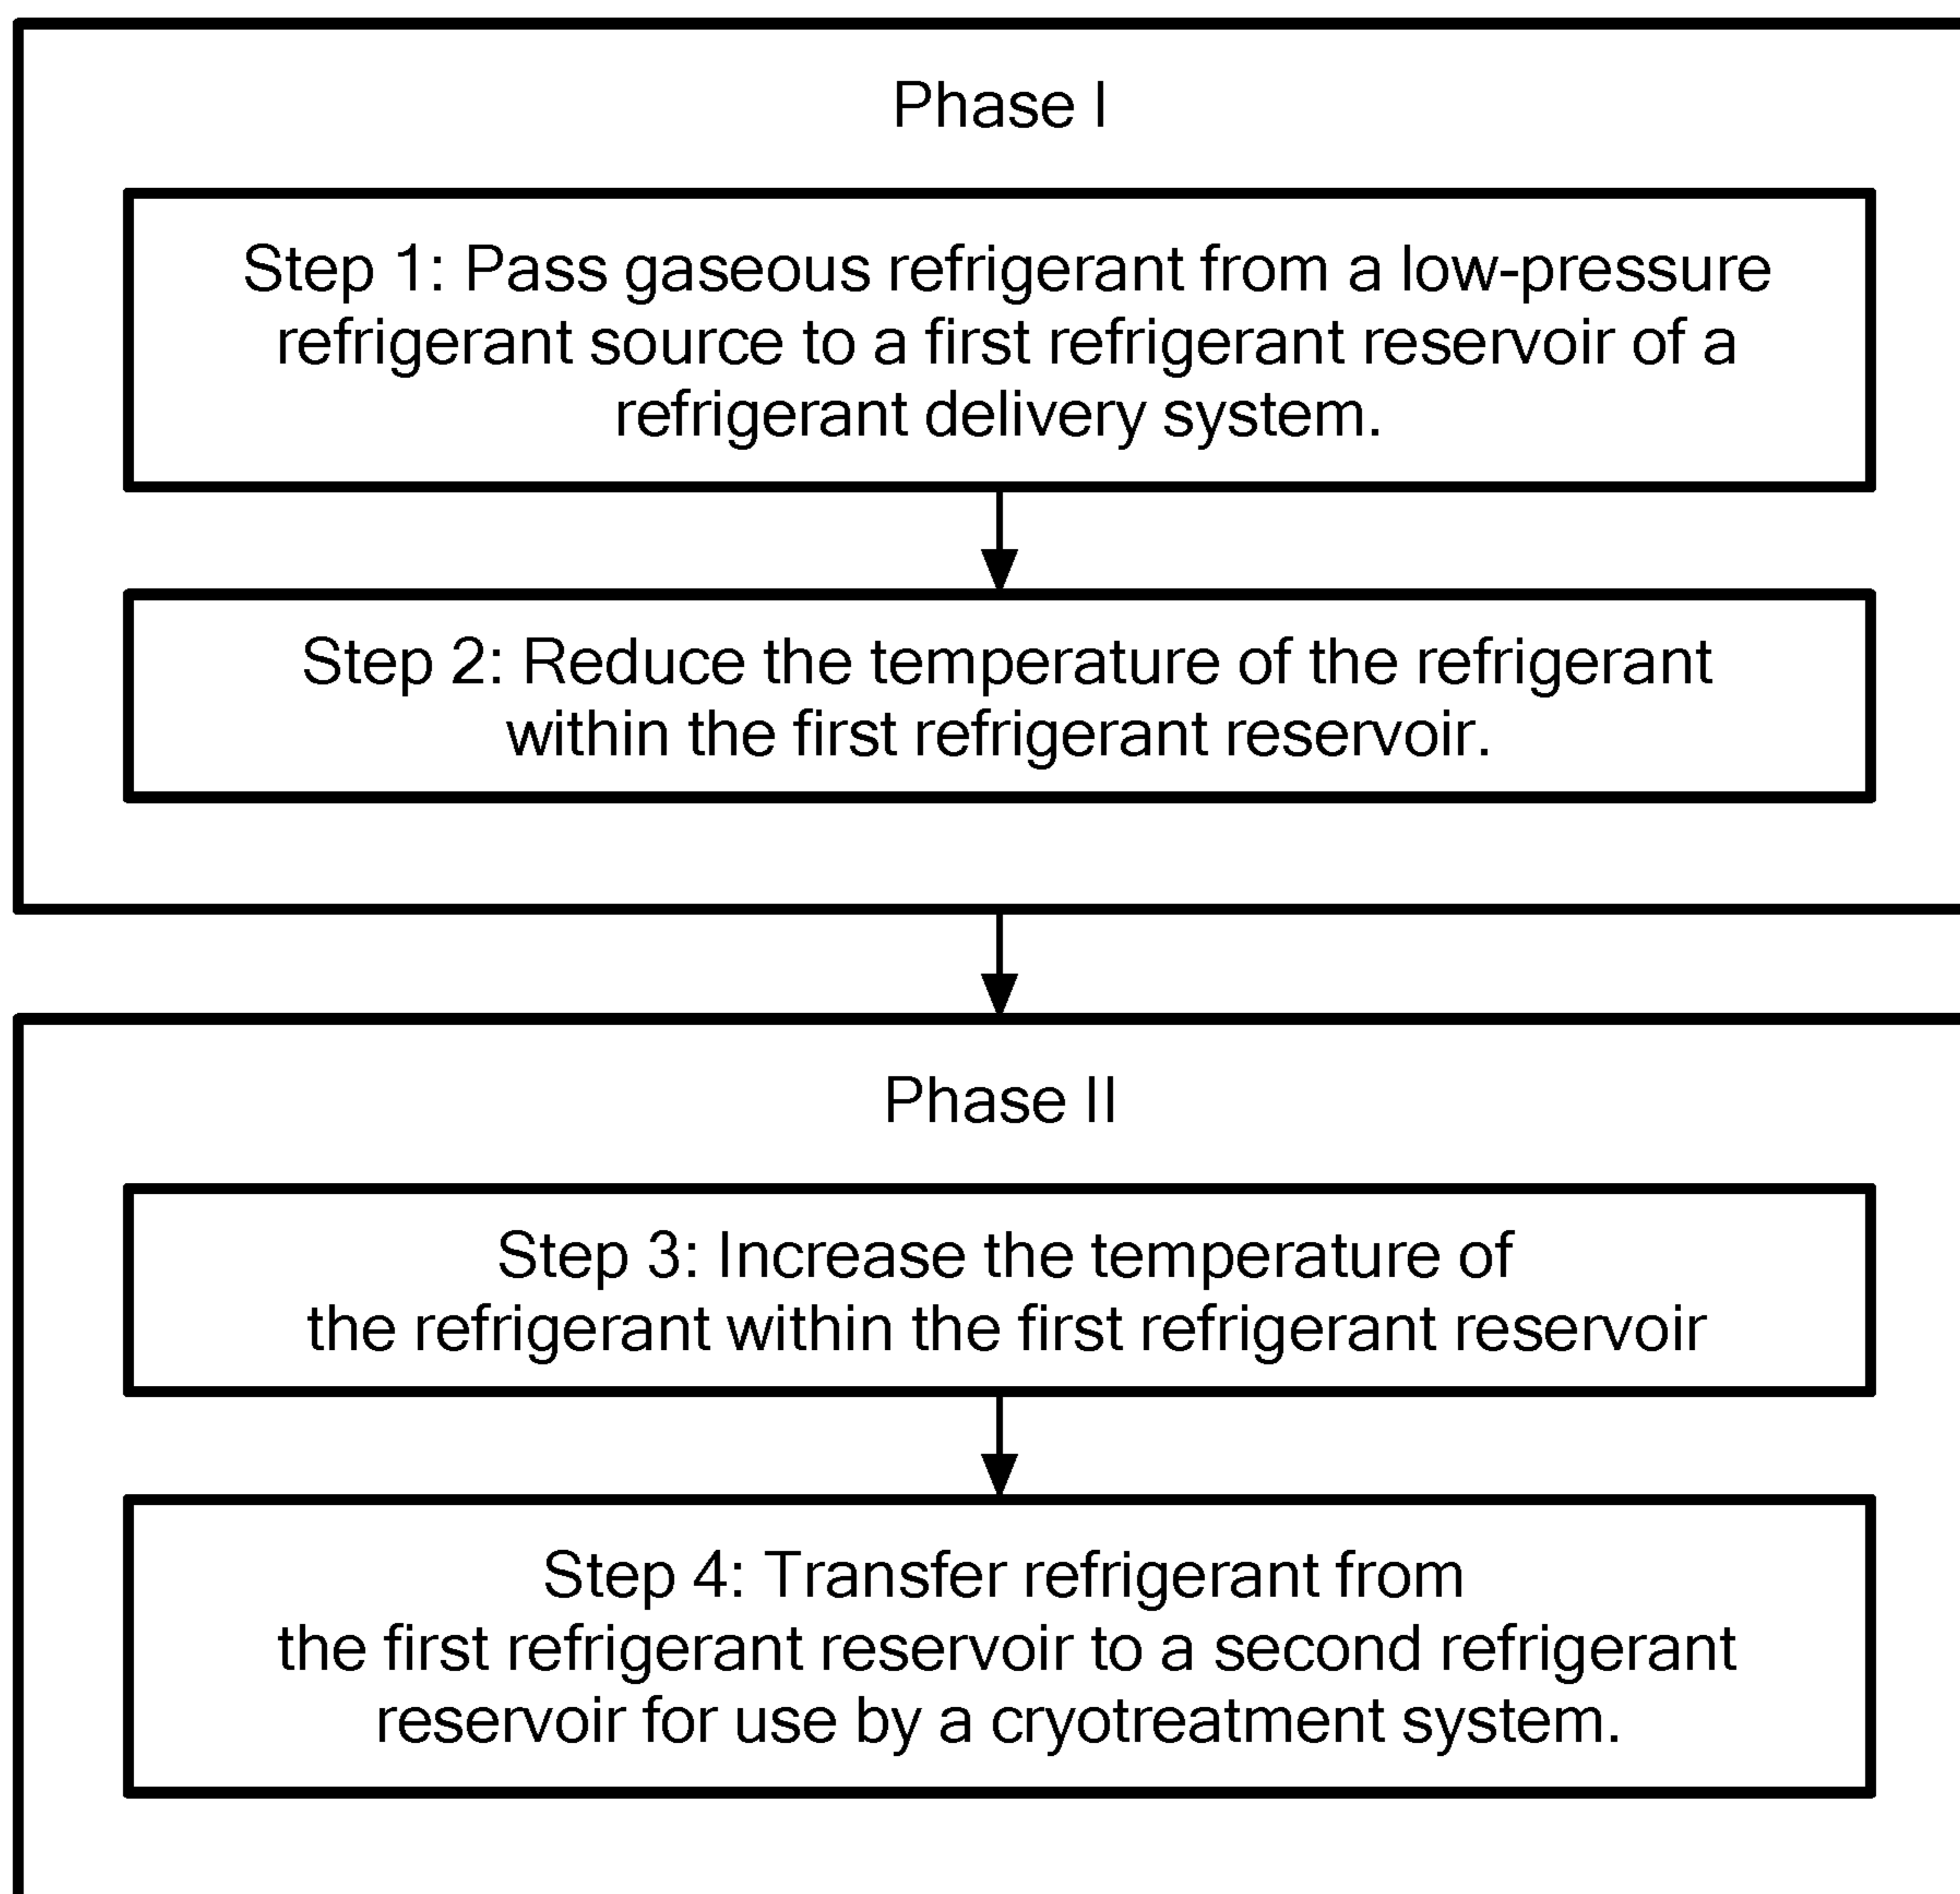 Phase I
Step 1: Pass gaseous refrigerant from a low-pressure
refrigerant source to a first refrigerant reservoir of a
refrigerant delivery system.
Step 2: Reduce the temperature of the refrigerant
within the first refrigerant reservoir.
Phase II
Step 3: Increase the temperature of
the refrigerant within the first refrigerant reservoir
Step 4: Transfer refrigerant from
the first refrigerant reservoir to a second refrigerant
reservoir for use by a cryotreatment system.